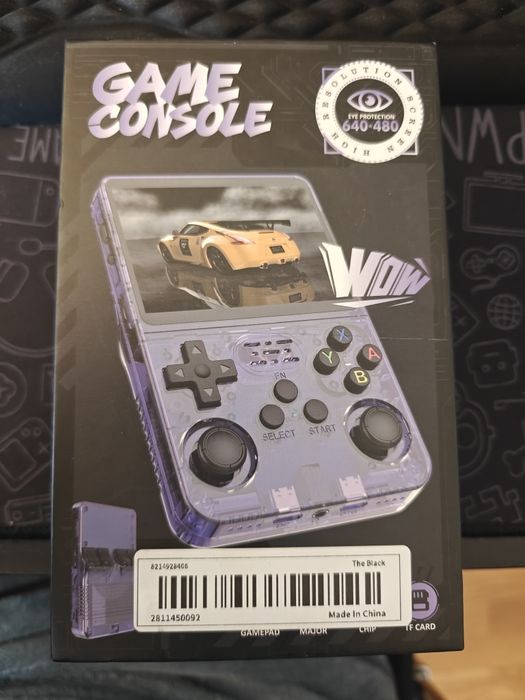 GAME
CONSOLE
HIGH RESOLUTION SCREEN
EYE PROTECTION
640*480
WOW
X
Y
A
B
FN
SELECT
START
8214928468
The Black
2811450092
Made In China
GAMEPAD
MAJOR
CHIP
TF CARD